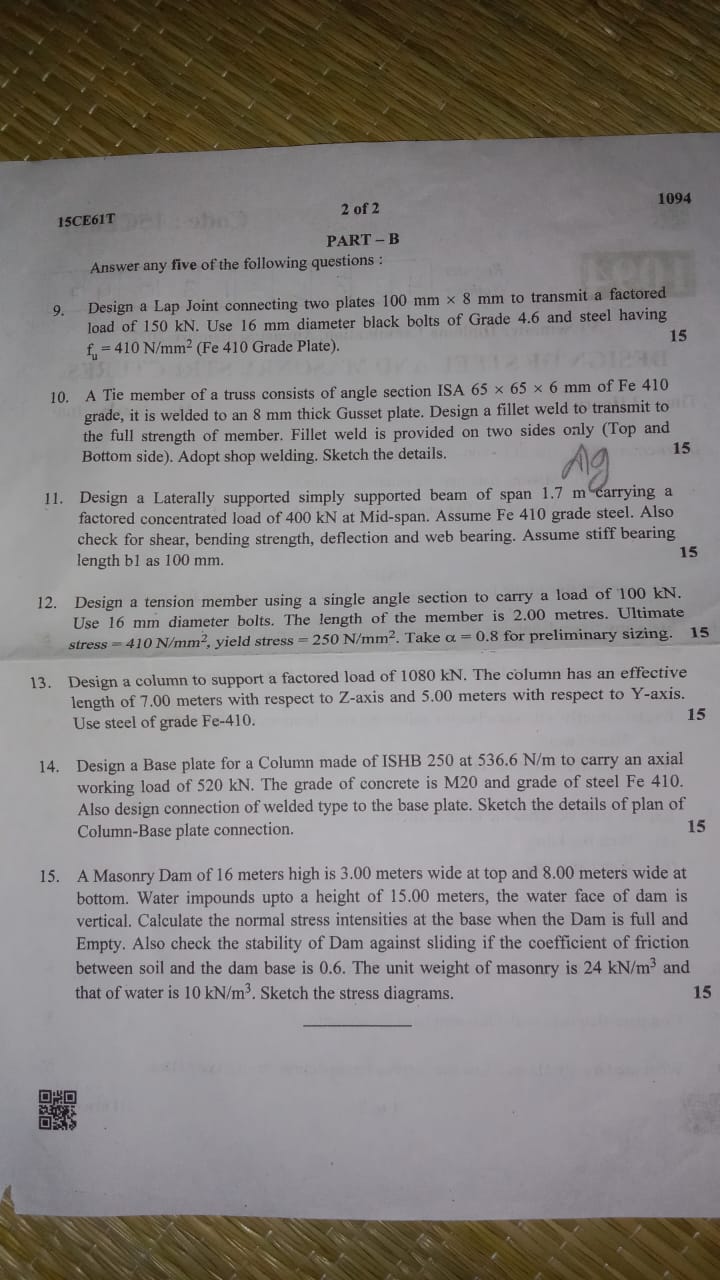 15CE61T
2 of 2
1094
PART – B
Answer any five of the following questions :
9. Design a Lap Joint connecting two plates 100 mm × 8 mm to transmit a factored
load of 150 kN. Use 16 mm diameter black bolts of Grade 4.6 and steel having
fu = 410 N/mm² (Fe 410 Grade Plate). 15
10. A Tie member of a truss consists of angle section ISA 65 × 65 × 6 mm of Fe 410
grade, it is welded to an 8 mm thick Gusset plate. Design a fillet weld to transmit to
the full strength of member. Fillet weld is provided on two sides only (Top and
Bottom side). Adopt shop welding. Sketch the details. 15
Ag
11. Design a Laterally supported simply supported beam of span 1.7 m carrying a
factored concentrated load of 400 kN at Mid-span. Assume Fe 410 grade steel. Also
check for shear, bending strength, deflection and web bearing. Assume stiff bearing
length b1 as 100 mm. 15
12. Design a tension member using a single angle section to carry a load of 100 kN.
Use 16 mm diameter bolts. The length of the member is 2.00 metres. Ultimate
stress = 410 N/mm², yield stress = 250 N/mm². Take α = 0.8 for preliminary sizing. 15
13. Design a column to support a factored load of 1080 kN. The column has an effective
length of 7.00 meters with respect to Z-axis and 5.00 meters with respect to Y-axis.
Use steel of grade Fe-410. 15
14. Design a Base plate for a Column made of ISHB 250 at 536.6 N/m to carry an axial
working load of 520 kN. The grade of concrete is M20 and grade of steel Fe 410.
Also design connection of welded type to the base plate. Sketch the details of plan of
Column-Base plate connection. 15
15. A Masonry Dam of 16 meters high is 3.00 meters wide at top and 8.00 meters wide at
bottom. Water impounds upto a height of 15.00 meters, the water face of dam is
vertical. Calculate the normal stress intensities at the base when the Dam is full and
Empty. Also check the stability of Dam against sliding if the coefficient of friction
between soil and the dam base is 0.6. The unit weight of masonry is 24 kN/m³ and
that of water is 10 kN/m³. Sketch the stress diagrams. 15